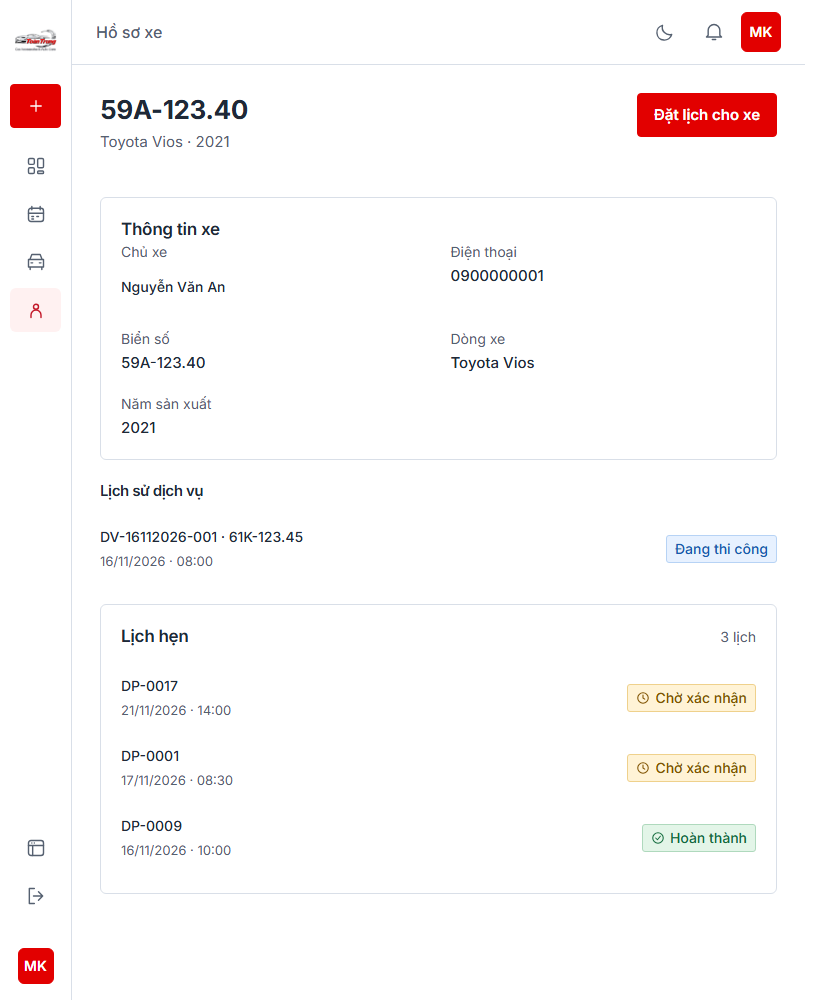 Toàn Trung
Hồ sơ xe
MK
59A-123.40
Toyota Vios · 2021
Đặt lịch cho xe
Thông tin xe
Chủ xe
Nguyễn Văn An
Điện thoại
0900000001
Biển số
59A-123.40
Dòng xe
Toyota Vios
Năm sản xuất
2021
Lịch sử dịch vụ
DV-16112026-001 · 61K-123.45
16/11/2026 · 08:00
Đang thi công
Lịch hẹn
3 lịch
DP-0017
21/11/2026 · 14:00
Chờ xác nhận
DP-0001
17/11/2026 · 08:30
Chờ xác nhận
DP-0009
16/11/2026 · 10:00
Hoàn thành
MK